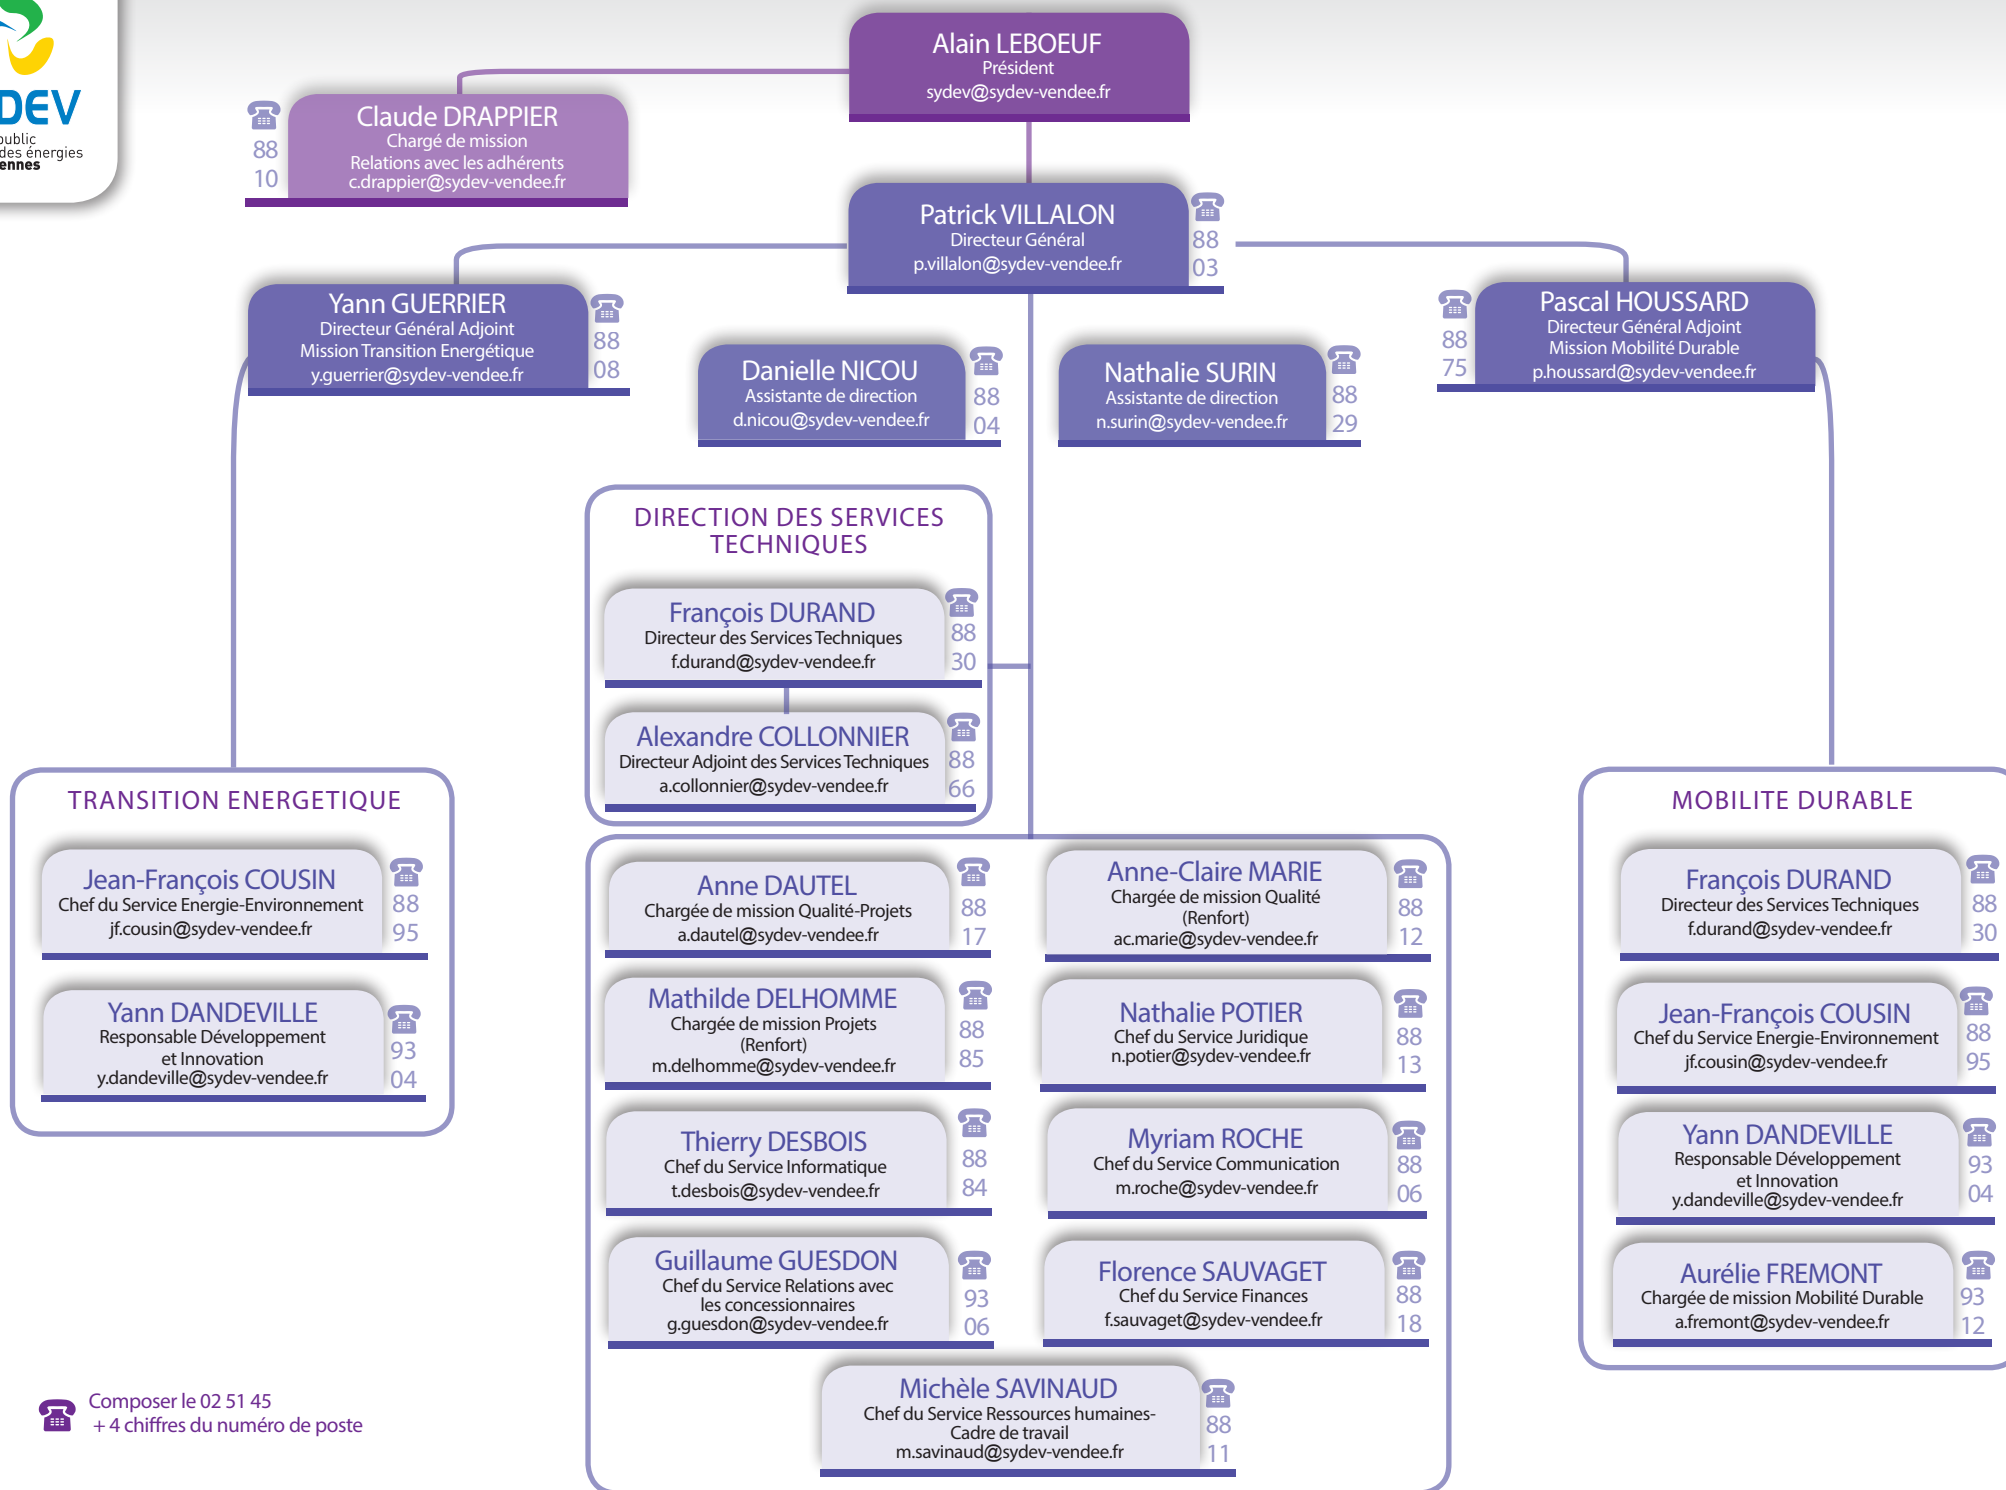 DEV
public
des énergies
ennes
Alain LEBOEUF
Président
sydev@sydev-vendee.fr
88
10
Claude DRAPPIER
Chargé de mission
Relations avec les adhérents
c.drappier@sydev-vendee.fr
Patrick VILLALON
Directeur Général
p.villalon@sydev-vendee.fr
88
03
Yann GUERRIER
Directeur Général Adjoint
Mission Transition Energétique
y.guerrier@sydev-vendee.fr
88
08
Danielle NICOU
Assistante de direction
d.nicou@sydev-vendee.fr
88
04
Nathalie SURIN
Assistante de direction
n.surin@sydev-vendee.fr
88
29
88
75
Pascal HOUSSARD
Directeur Général Adjoint
Mission Mobilité Durable
p.houssard@sydev-vendee.fr
DIRECTION DES SERVICES
TECHNIQUES
François DURAND
Directeur des Services Techniques
f.durand@sydev-vendee.fr
88
30
Alexandre COLLONNIER
Directeur Adjoint des Services Techniques
a.collonnier@sydev-vendee.fr
88
66
TRANSITION ENERGETIQUE
Jean-François COUSIN
Chef du Service Energie-Environnement
jf.cousin@sydev-vendee.fr
88
95
Yann DANDEVILLE
Responsable Développement
et Innovation
y.dandeville@sydev-vendee.fr
93
04
Anne DAUTEL
Chargée de mission Qualité-Projets
a.dautel@sydev-vendee.fr
88
17
Anne-Claire MARIE
Chargée de mission Qualité
(Renfort)
ac.marie@sydev-vendee.fr
88
12
Mathilde DELHOMME
Chargée de mission Projets
(Renfort)
m.delhomme@sydev-vendee.fr
88
85
Nathalie POTIER
Chef du Service Juridique
n.potier@sydev-vendee.fr
88
13
Thierry DESBOIS
Chef du Service Informatique
t.desbois@sydev-vendee.fr
88
84
Myriam ROCHE
Chef du Service Communication
m.roche@sydev-vendee.fr
88
06
Guillaume GUESDON
Chef du Service Relations avec
les concessionnaires
g.guesdon@sydev-vendee.fr
93
06
Florence SAUVAGET
Chef du Service Finances
f.sauvaget@sydev-vendee.fr
88
18
Michèle SAVINAUD
Chef du Service Ressources humaines-
Cadre de travail
m.savinaud@sydev-vendee.fr
88
11
MOBILITE DURABLE
François DURAND
Directeur des Services Techniques
f.durand@sydev-vendee.fr
88
30
Jean-François COUSIN
Chef du Service Energie-Environnement
jf.cousin@sydev-vendee.fr
88
95
Yann DANDEVILLE
Responsable Développement
et Innovation
y.dandeville@sydev-vendee.fr
93
04
Aurélie FREMONT
Chargée de mission Mobilité Durable
a.fremont@sydev-vendee.fr
93
12
Composer le 02 51 45
+ 4 chiffres du numéro de poste